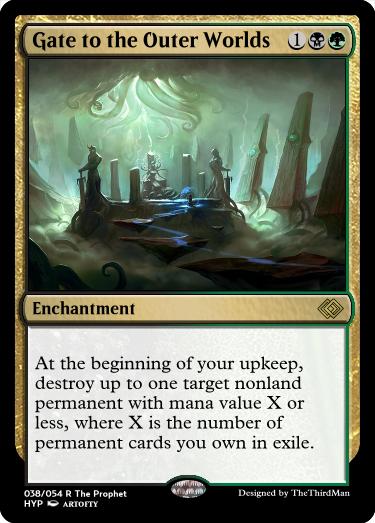 Gate to the Outer Worlds 1
Enchantment
At the beginning of your upkeep,
destroy up to one target nonland
permanent with mana value X or
less, where X is the number of
permanent cards you own in exile.
038/054 R The Prophet
Designed by TheThirdMan
HYP ARTOFTY